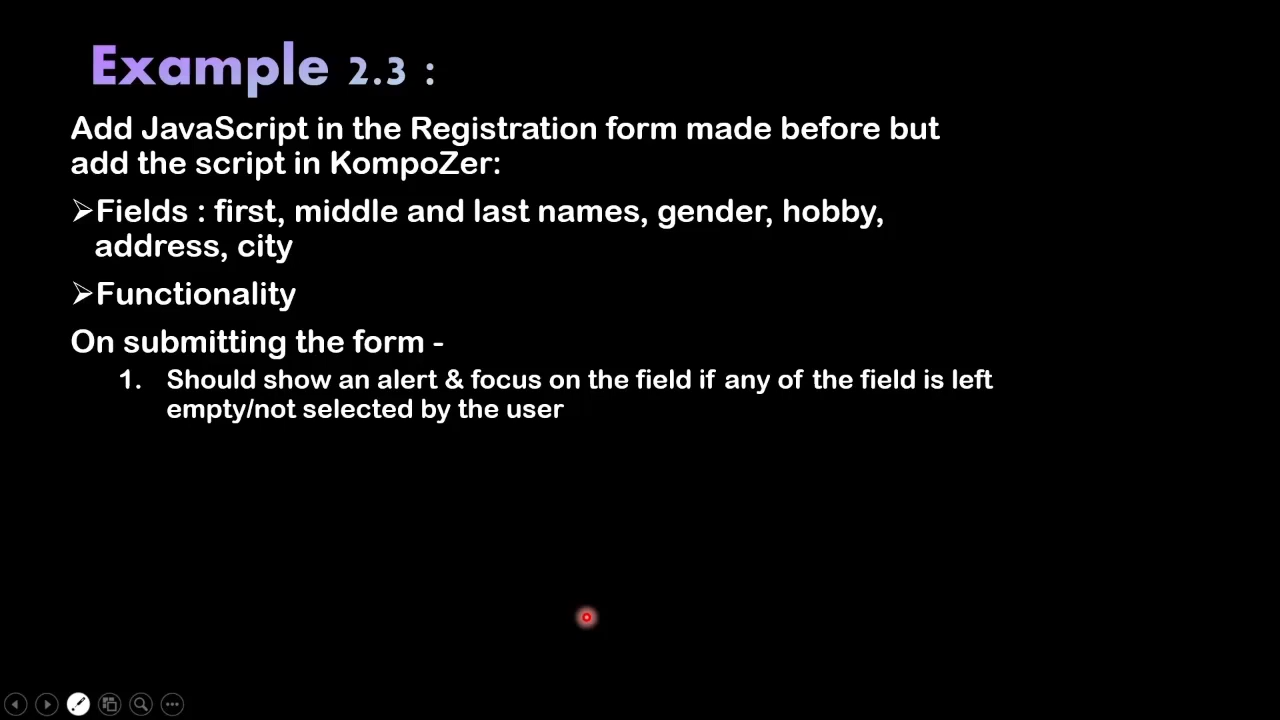 Example 2.3 :
Add JavaScript in the Registration form made before but
add the script in KompoZer:
➢Fields : first, middle and last names, gender, hobby,
address, city
➢Functionality
On submitting the form -
1. Should show an alert & focus on the field if any of the field is left
empty/not selected by the user